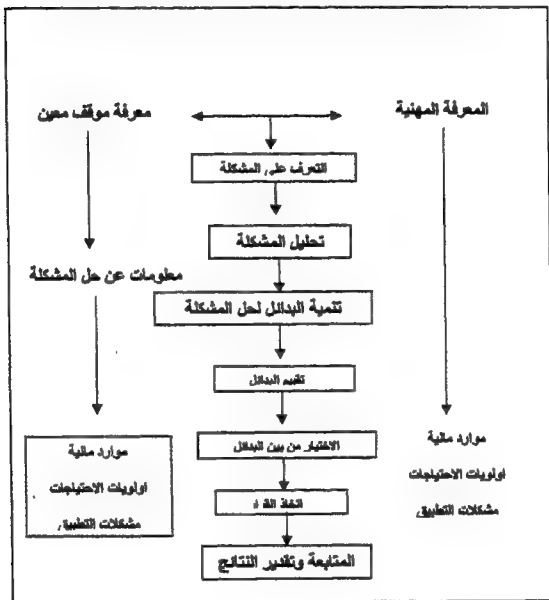 المعرفة المهنية
معرفة موقف معين
التعرف على المشكلة
تحليل المشكلة
معلومات عن حل المشكلة
تنمية البدائل لحل المشكلة
تقييم البدائل
الاختيار من بين البدائل
اتخاذ
المتابعة وتقدير النتائج
موارد مالية
اولويات الاحتياجات
مشكلات التطبيق
موارد مالية
اولويات الاحتياجات
مشكلات التطبيق